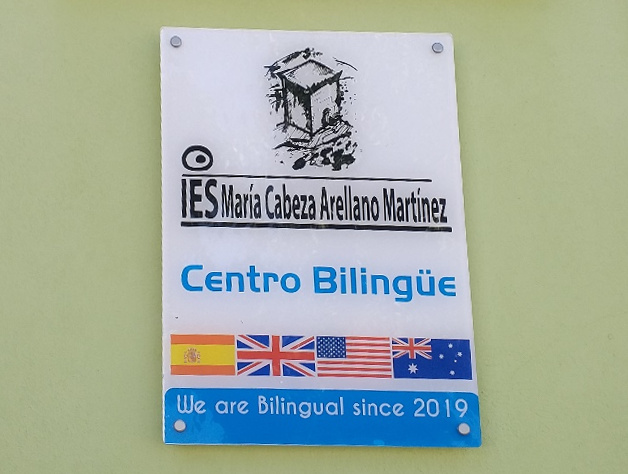 IES María Cabeza Arellano Martínez
Centro Bilingüe
We are Bilingual since 2019